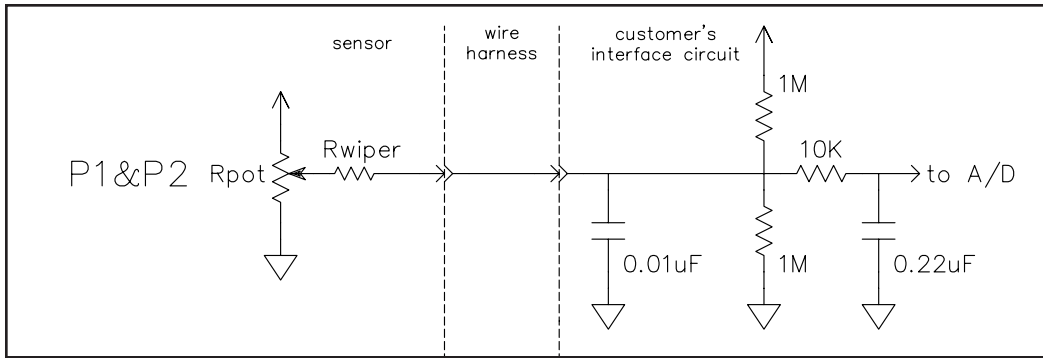 sensor
wire
harness
customer's
interface circuit
1M
P1&P2
Rpot
Rwiper
10K
to A/D
0.01uF
1M
0.22uF